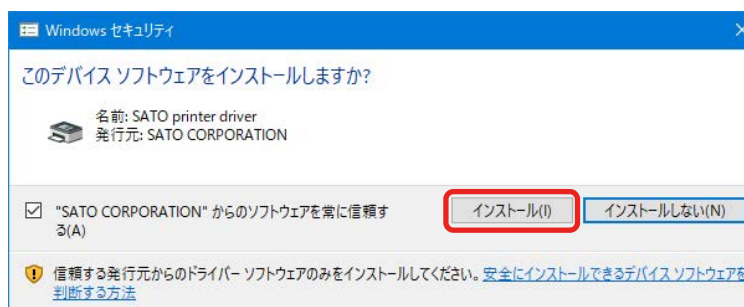 Windows セキュリティ
このデバイス ソフトウェアをインストールしますか?
名前: SATO printer driver
発行元: SATO CORPORATION
"SATO CORPORATION" からのソフトウェアを常に信頼す
る(A)
インストール(I)
インストールしない(N)
信頼する発行元からのドライバー ソフトウェアのみをインストールしてください。安全にインストールできるデバイス ソフトウェアを
判断する方法